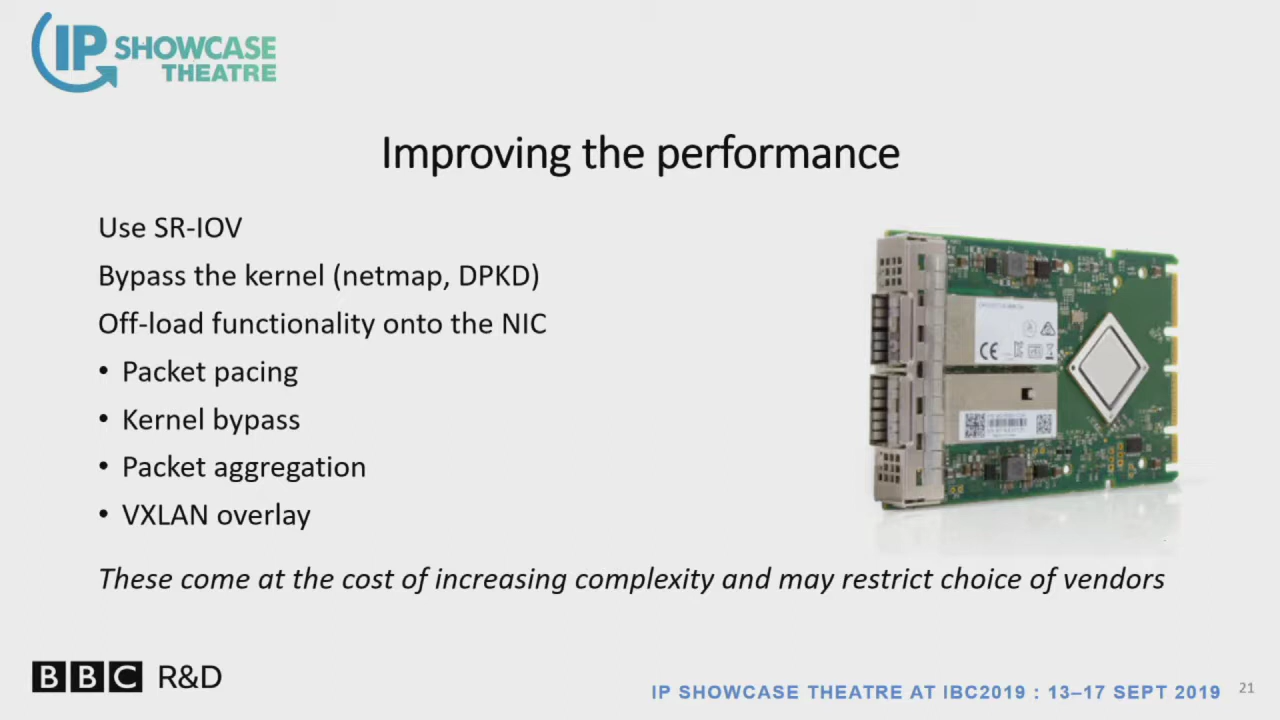 IP SHOWCASE
THEATRE
Improving the performance
Use SR-IOV
Bypass the kernel (netmap, DPKD)
Off-load functionality onto the NIC
• Packet pacing
• Kernel bypass
• Packet aggregation
• VXLAN overlay
These come at the cost of increasing complexity and may restrict choice of vendors
BBC R&D
IP SHOWCASE THEATRE AT IBC2019 : 13–17 SEPT 2019
21